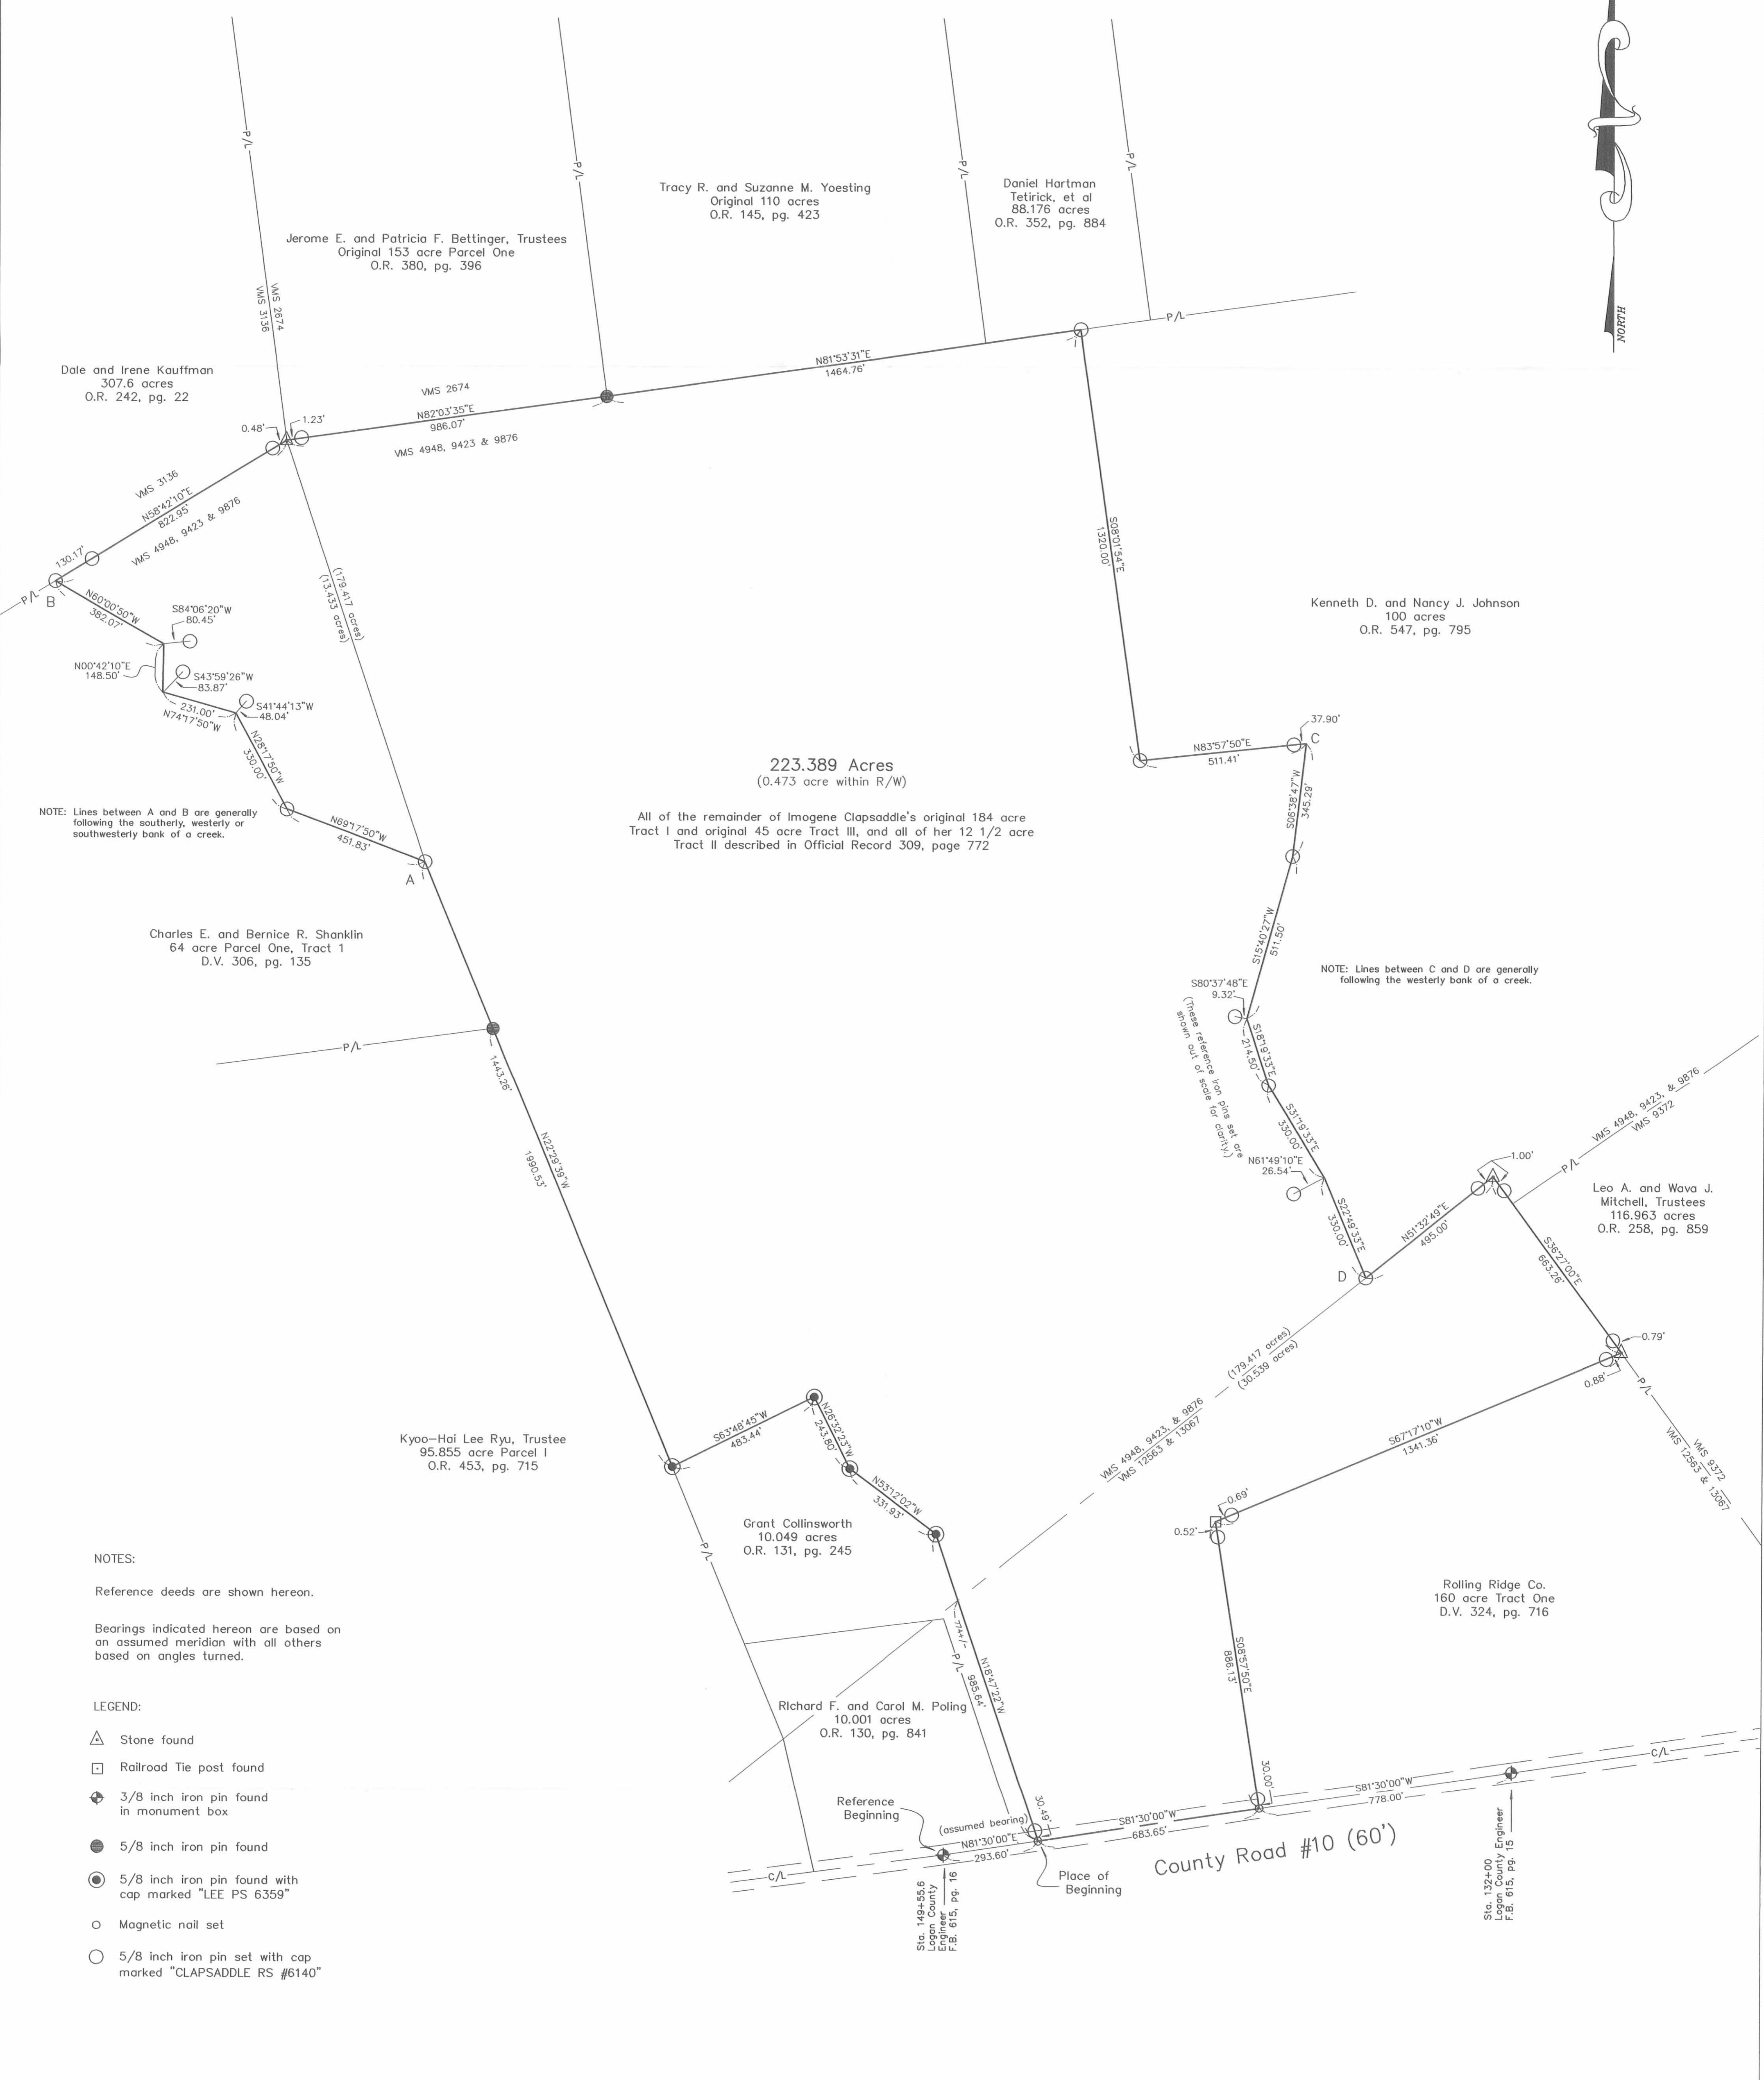 P/L
P/L
P/L
P/L
NORTH
Tracy R. and Suzanne M. Yoesting
Original 110 acres
O.R. 145, pg. 423
Daniel Hartman
Tetirick, et al
88.176 acres
O.R. 352, pg. 884
Jerome E. and Patricia F. Bettinger, Trustees
Original 153 acre Parcel One
O.R. 380, pg. 396
VMS 2674
VMS 3136
P/L
Dale and Irene Kauffman
307.6 acres
O.R. 242, pg. 22
N81°53'31"E
1464.76'
VMS 2674
N82°03'35"E
986.07'
VMS 4948, 9423 & 9876
0.48'
1.23'
VMS 3136
N58°42'10"E
822.95'
VMS 4948, 9423 & 9876
130.17'
P/L
B
N60°00'50"W
382.07'
S84°06'20"W
80.45'
N00°42'10"E
148.50'
S43°59'26"W
83.87'
S41°44'13"W
48.04'
231.00'
N74°17'50"W
N28°17'50"W
330.00'
(179.417 acres)
(13.433 acres)
S08°01'54"E
1320.00'
Kenneth D. and Nancy J. Johnson
100 acres
O.R. 547, pg. 795
37.90'
C
N83°57'50"E
511.41'
S06°38'47"W
345.29'
223.389 Acres
(0.473 acre within R/W)
All of the remainder of Imogene Clapsaddle's original 184 acre
Tract I and original 45 acre Tract III, and all of her 12 1/2 acre
Tract II described in Official Record 309, page 772
NOTE: Lines between A and B are generally
following the southerly, westerly or
southwesterly bank of a creek.
N69°17'50"W
451.83'
A
Charles E. and Bernice R. Shanklin
64 acre Parcel One, Tract 1
D.V. 306, pg. 135
S15°40'27"W
511.50'
NOTE: Lines between C and D are generally
following the westerly bank of a creek.
S80°37'48"E
9.32'
(These reference iron pins set are
shown out of scale for clarity.)
S18°19'33"E
214.50'
S31°19'33"E
330.00'
N61°49'10"E
26.54'
S22°49'33"E
330.00'
D
P/L
1443.26'
N22°29'39"W
1990.53'
VMS 4948, 9423, & 9876
VMS 9372
P/L
1.00'
N51°32'49"E
495.00'
Leo A. and Wava J.
Mitchell, Trustees
116.963 acres
O.R. 258, pg. 859
S36°27'00"E
663.26'
0.79'
0.88'
P/L
VMS 9372
VMS 12563 & 13067
(179.417 acres)
(30.539 acres)
VMS 4948, 9423, & 9876
VMS 12563 & 13067
S67°17'10"W
1341.36'
Kyoo-Hai Lee Ryu, Trustee
95.855 acre Parcel I
O.R. 453, pg. 715
S63°48'45"W
483.44'
N26°32'23"W
243.80'
N53°12'02"W
331.93'
Grant Collinsworth
10.049 acres
O.R. 131, pg. 245
P/L
0.69'
0.52'
Rolling Ridge Co.
160 acre Tract One
D.V. 324, pg. 716
S08°57'50"E
886.13'
30.00'
774+/-
P/L
N18°47'22"W
985.64'
RIchard F. and Carol M. Poling
10.001 acres
O.R. 130, pg. 841
NOTES:
Reference deeds are shown hereon.
Bearings indicated hereon are based on
an assumed meridian with all others
based on angles turned.
LEGEND:
Stone found
Railroad Tie post found
3/8 inch iron pin found
in monument box
5/8 inch iron pin found
5/8 inch iron pin found with
cap marked "LEE PS 6359"
Magnetic nail set
5/8 inch iron pin set with cap
marked "CLAPSADDLE RS #6140"
Reference
Beginning
(assumed bearing)
N81°30'00"E
293.60'
30.49'
S81°30'00"W
683.65'
S81°30'00"W
778.00'
C/L
C/L
County Road #10 (60')
Place of
Beginning
Sta. 149+55.6
Logan County
Engineer
F.B. 615, pg. 16
Sta. 132+00
Logan County Engineer
F.B. 615, pg. 15